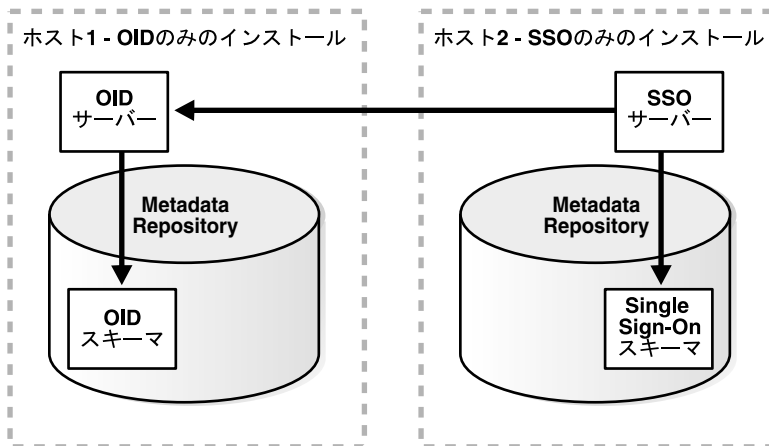 ホスト1 - OIDのみのインストール
OID
サーバー
Metadata
Repository
OID
スキーマ
ホスト2 - SSOのみのインストール
SSO
サーバー
Metadata
Repository
Single
Sign-On
スキーマ